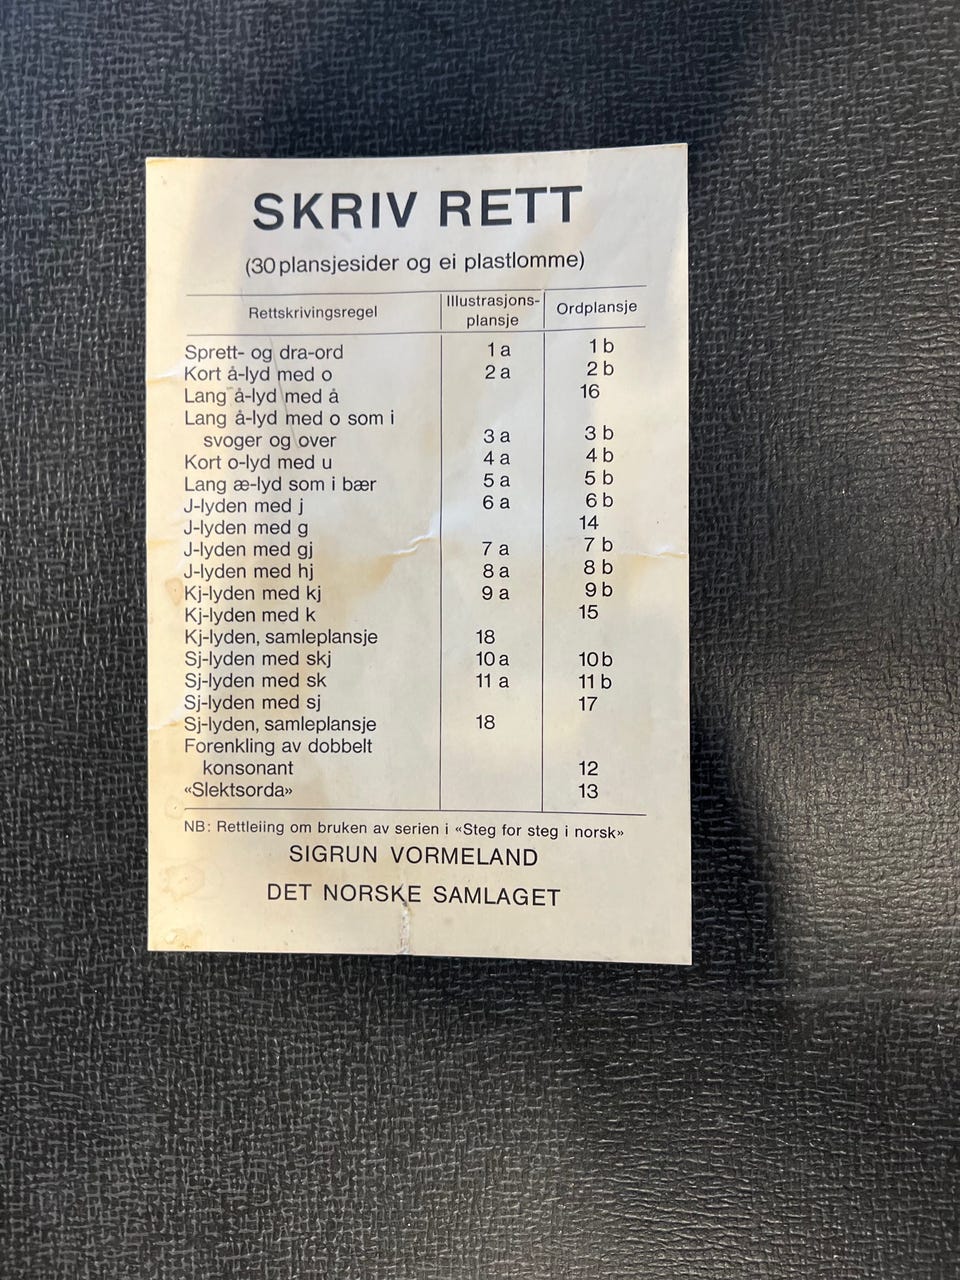 SKRIV RETT
(30 plansjesider og ei plastlomme)
Rettskrivingsregel Illustrasjons-plansje Ordplansje
Sprett- og dra-ord 1 a 1 b
Kort å-lyd med o 2 a 2 b
Lang å-lyd med å 16
Lang å-lyd med o som i
svoger og over 3 a 3 b
Kort o-lyd med u 4 a 4 b
Lang æ-lyd som i bær 5 a 5 b
J-lyden med j 6 a 6 b
J-lyden med g 14
J-lyden med gj 7 a 7 b
J-lyden med hj 8 a 8 b
Kj-lyden med kj 9 a 9 b
Kj-lyden med k 15
Kj-lyden, samleplansje 18
Sj-lyden med skj 10 a 10 b
Sj-lyden med sk 11 a 11 b
Sj-lyden med sj 17
Sj-lyden, samleplansje 18
Forenkling av dobbelt
konsonant 12
«Slektsorda» 13
NB: Rettleiing om bruken av serien i «Steg for steg i norsk»
SIGRUN VORMELAND
DET NORSKE SAMLAGET